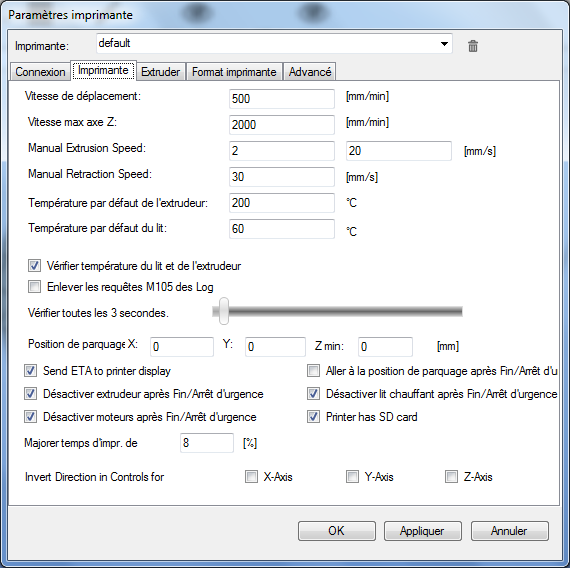 Paramètres imprimante
Imprimante: default
Connexion Imprimante Extruder Format imprimante Advancé
Vitesse de déplacement: 500 [mm/min]
Vitesse max axe Z: 2000 [mm/min]
Manual Extrusion Speed: 2 20 [mm/s]
Manual Retraction Speed: 30 [mm/s]
Température par défaut de l'extrudeur: 200 °C
Température par défaut du lit: 60 °C
Vérifier température du lit et de l'extrudeur
Enlever les requêtes M105 des Log
Vérifier toutes les 3 secondes.
Position de parquage X: 0 Y: 0 Z min: 0 [mm]
Send ETA to printer display Aller à la position de parquage après Fin/Arrêt d'u
Désactiver extrudeur après Fin/Arrêt d'urgence Désactiver lit chauffant après Fin/Arrêt d'urgence
Désactiver moteurs après Fin/Arrêt d'urgence Printer has SD card
Majorer temps d'impr. de 8 [%]
Invert Direction in Controls for X-Axis Y-Axis Z-Axis
OK Appliquer Annuler